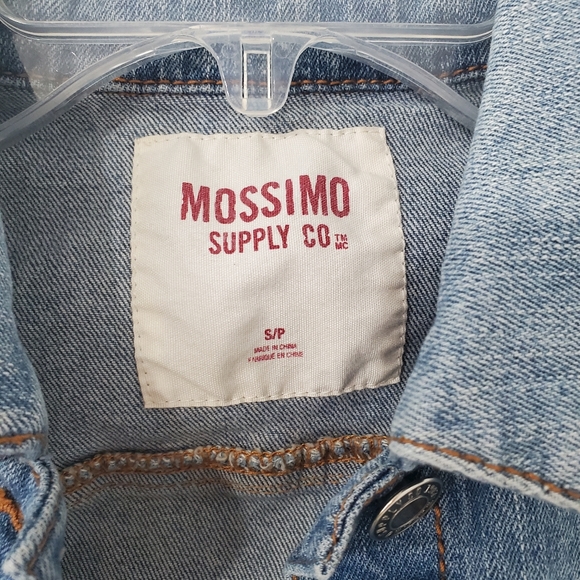 MOSSIMO
SUPPLY CO TM
MC
S/P
MADE IN CHINA
FABRIQUÉ EN CHINE